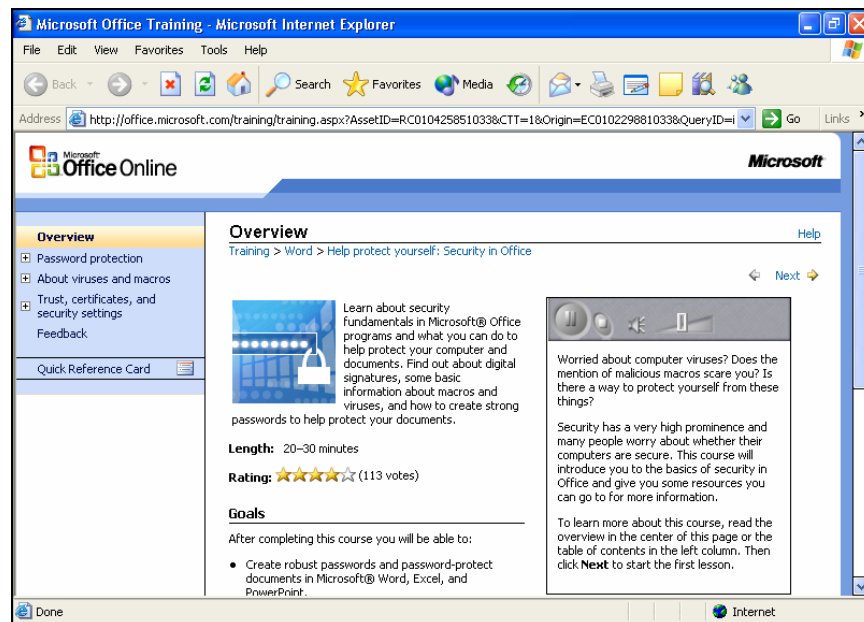 Microsoft Office Training - Microsoft Internet Explorer
File Edit View Favorites Tools Help
Back Search Favorites Media
Address http://office.microsoft.com/training/training.aspx?AssetID=RC010425851033&CTT=1&Origin=EC010229881033&QueryID=i Go Links »
Microsoft
Office Online
Microsoft
Overview
Password protection
About viruses and macros
Trust, certificates, and
security settings
Feedback
Quick Reference Card
Overview
Help
Training > Word > Help protect yourself: Security in Office
Next
Learn about security
fundamentals in Microsoft® Office
programs and what you can do to
help protect your computer and
documents. Find out about digital
signatures, some basic
information about macros and
viruses, and how to create strong
passwords to help protect your documents.
Length: 20–30 minutes
Rating: (113 votes)
Goals
After completing this course you will be able to:
• Create robust passwords and password-protect
documents in Microsoft® Word, Excel, and
PowerPoint.
Worried about computer viruses? Does the
mention of malicious macros scare you? Is
there a way to protect yourself from these
things?
Security has a very high prominence and
many people worry about whether their
computers are secure. This course will
introduce you to the basics of security in
Office and give you some resources you
can go to for more information.
To learn more about this course, read the
overview in the center of this page or the
table of contents in the left column. Then
click Next to start the first lesson.
Done
Internet